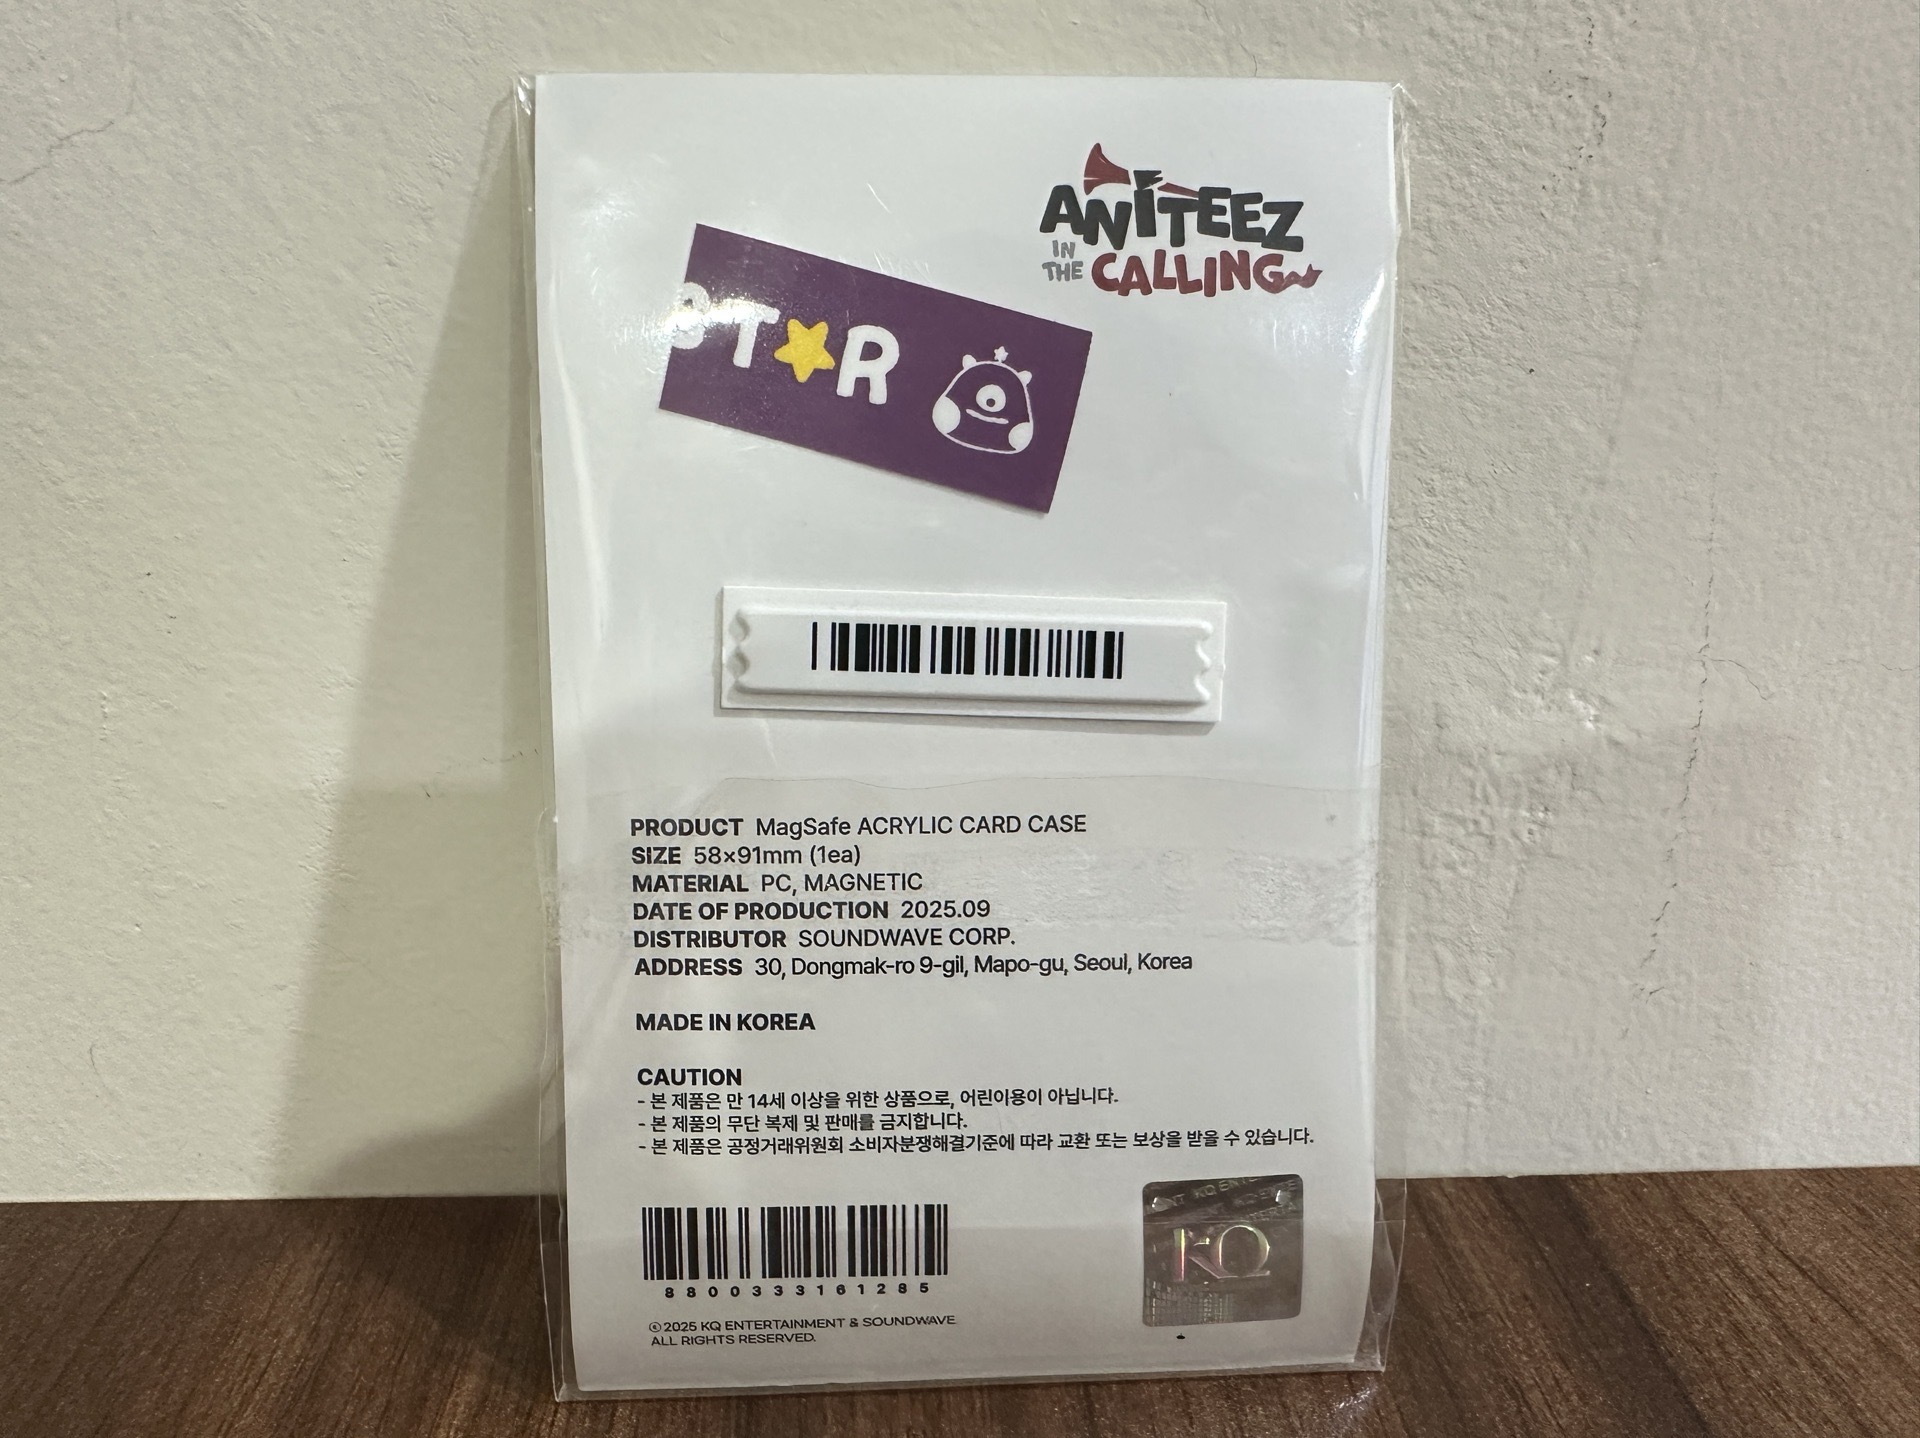 ANITEEZ
IN THE CALLING
ST★R
PRODUCT MagSafe ACRYLIC CARD CASE
SIZE 58×91mm (1ea)
MATERIAL PC, MAGNETIC
DATE OF PRODUCTION 2025.09
DISTRIBUTOR SOUNDWAVE CORP.
ADDRESS 30, Dongmak-ro 9-gil, Mapo-gu, Seoul, Korea
MADE IN KOREA
CAUTION
- 본 제품은 만 14세 이상을 위한 상품으로, 어린이용이 아닙니다.
- 본 제품의 무단 복제 및 판매를 금지합니다.
- 본 제품은 공정거래위원회 소비자분쟁해결기준에 따라 교환 또는 보상을 받을 수 있습니다.
KQ
8800333161285
©2025 KQ ENTERTAINMENT & SOUNDWAVE
ALL RIGHTS RESERVED.